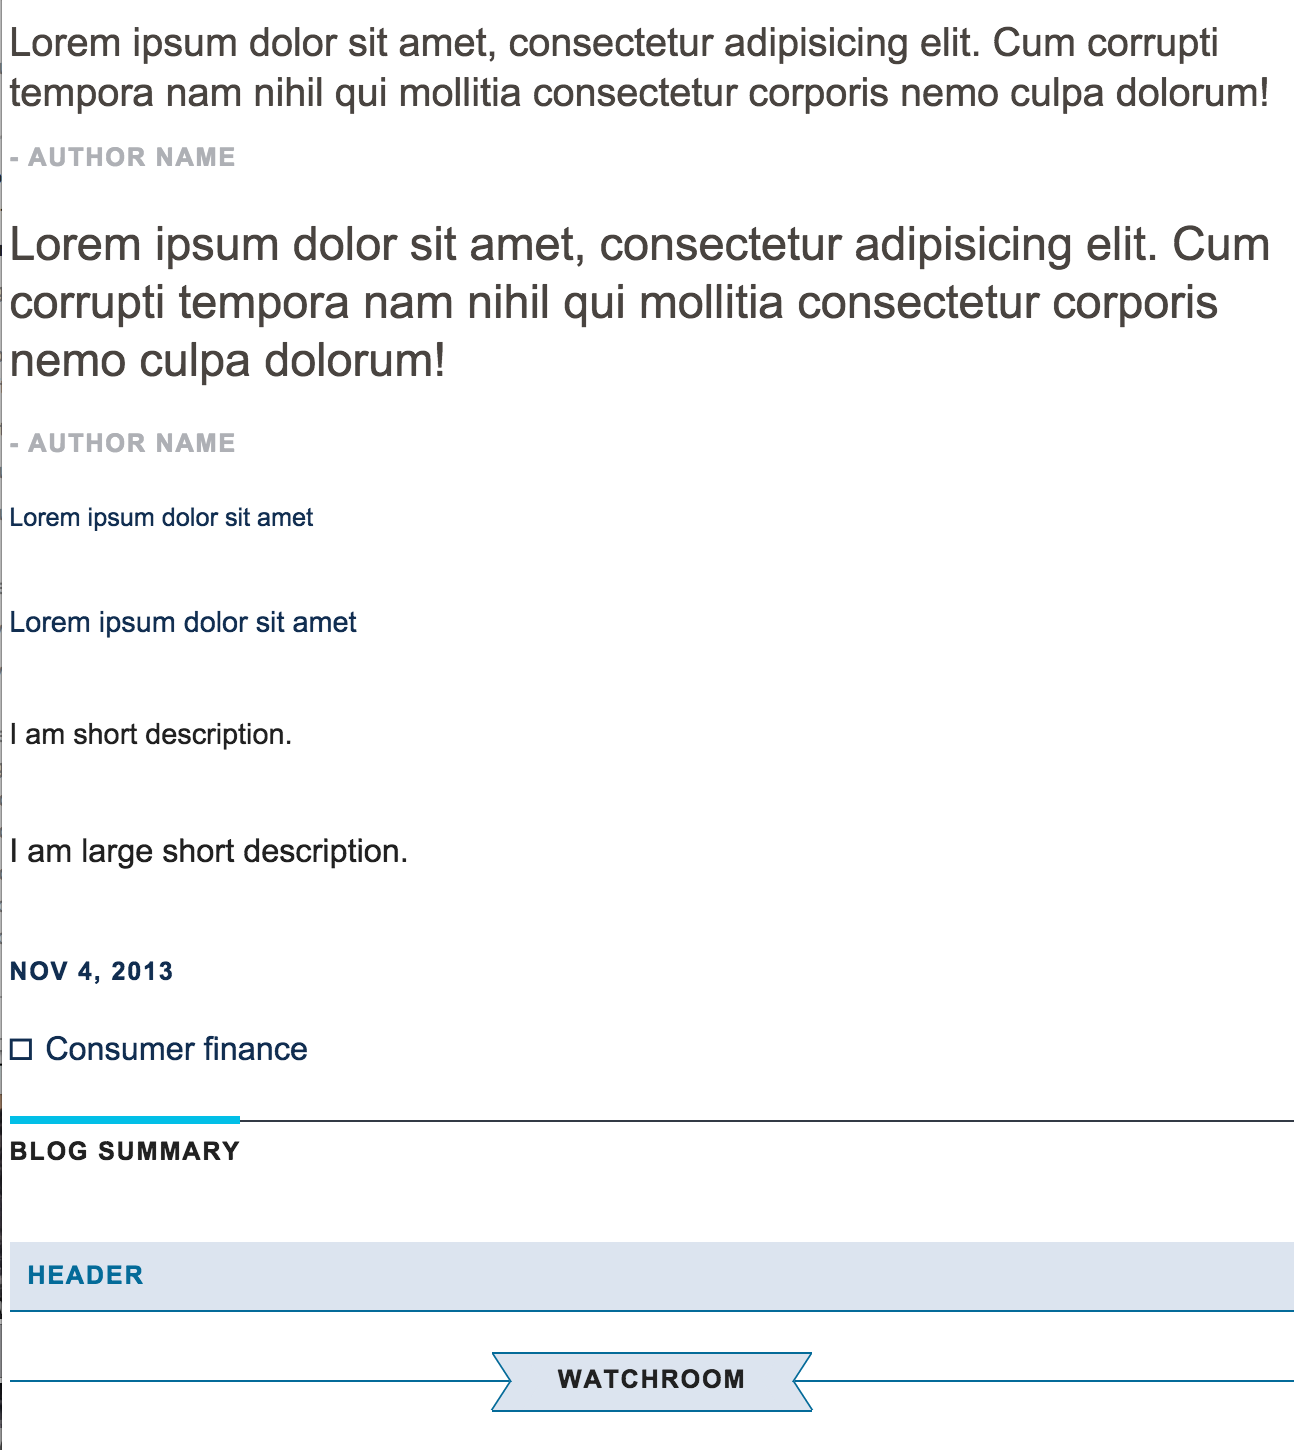 Lorem ipsum dolor sit amet, consectetur adipisicing elit. Cum corrupti
tempora nam nihil qui mollitia consectetur corporis nemo culpa dolorum!
- AUTHOR NAME
Lorem ipsum dolor sit amet, consectetur adipisicing elit. Cum
corrupti tempora nam nihil qui mollitia consectetur corporis
nemo culpa dolorum!
- AUTHOR NAME
Lorem ipsum dolor sit amet
Lorem ipsum dolor sit amet
I am short description.
I am large short description.
NOV 4, 2013
Consumer finance
BLOG SUMMARY
HEADER
WATCHROOM